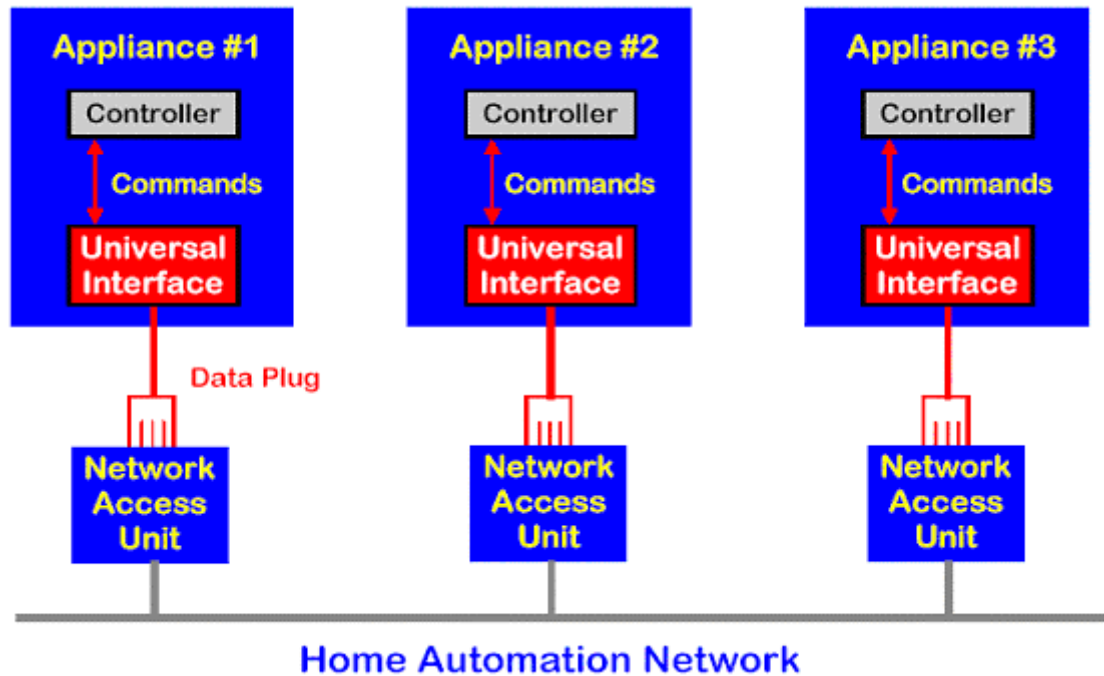 Appliance #1
Appliance #2
Appliance #3
Controller
Controller
Controller
Commands
Commands
Commands
Universal
Interface
Universal
Interface
Universal
Interface
Data Plug
Network
Access
Unit
Network
Access
Unit
Network
Access
Unit
Home Automation Network